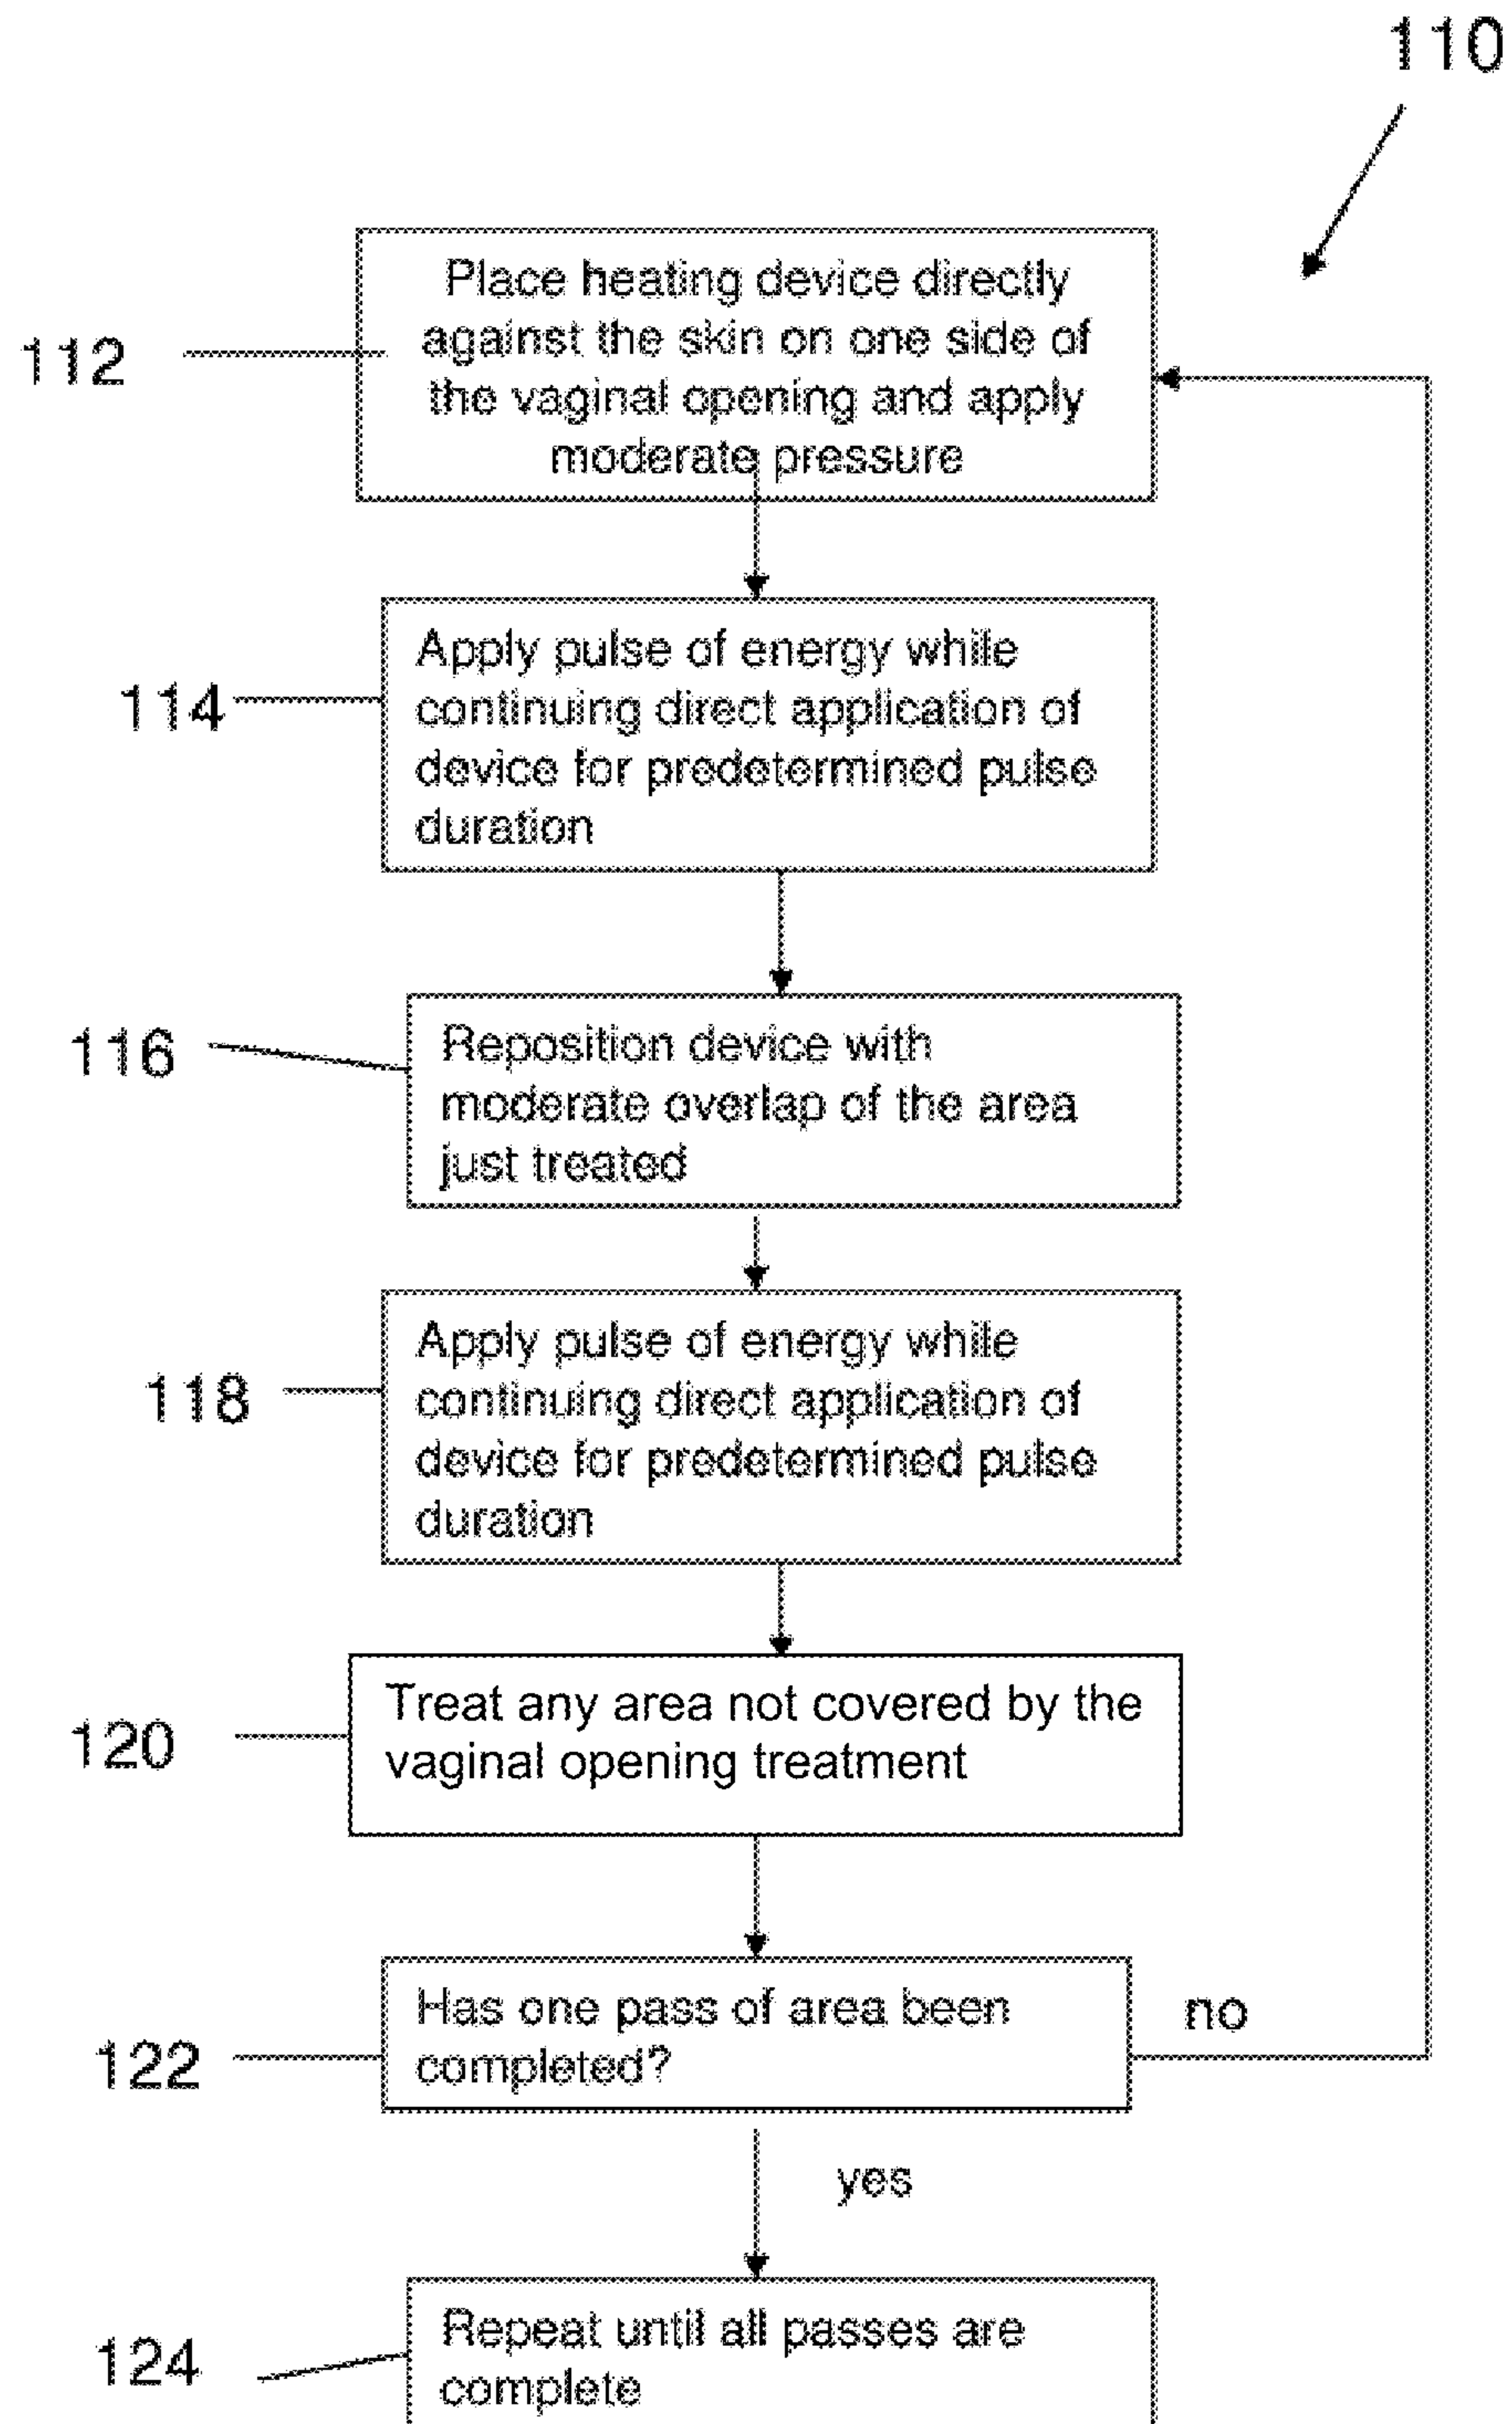 110
112
Place heating device directly
against the skin on one side of
the vaginal opening and apply
moderate pressure
114
Apply pulse of energy while
continuing direct application of
device for predetermined pulse
duration
116
Reposition device with
moderate overlap of the area
just treated
118
Apply pulse of energy while
continuing direct application of
device for predetermined pulse
duration
120
Treat any area not covered by the
vaginal opening treatment
122
Has one pass of area been
completed?
no
yes
124
Repeat until all passes are
complete